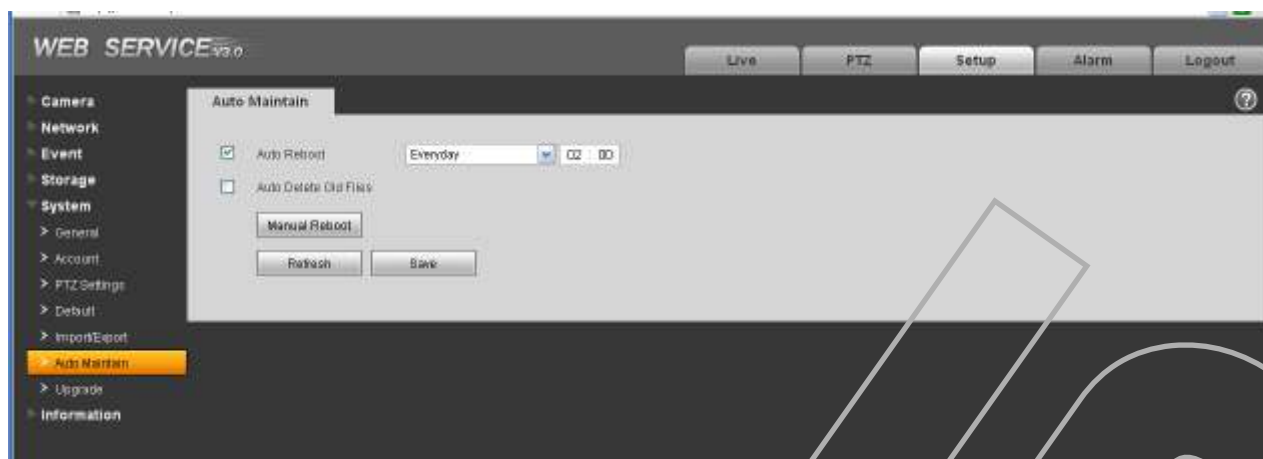 WEB SERVICE V3.0
Live PTZ Setup Alarm Logout
Camera
Network
Event
Storage
System
> General
> Account
> PTZ Settings
> Default
> Import/Export
> Auto Maintain
> Upgrade
Information
Auto Maintain
?
Auto Reboot Everyday 02 : 00
Auto Delete Old Files
Manual Reboot
Refresh Save